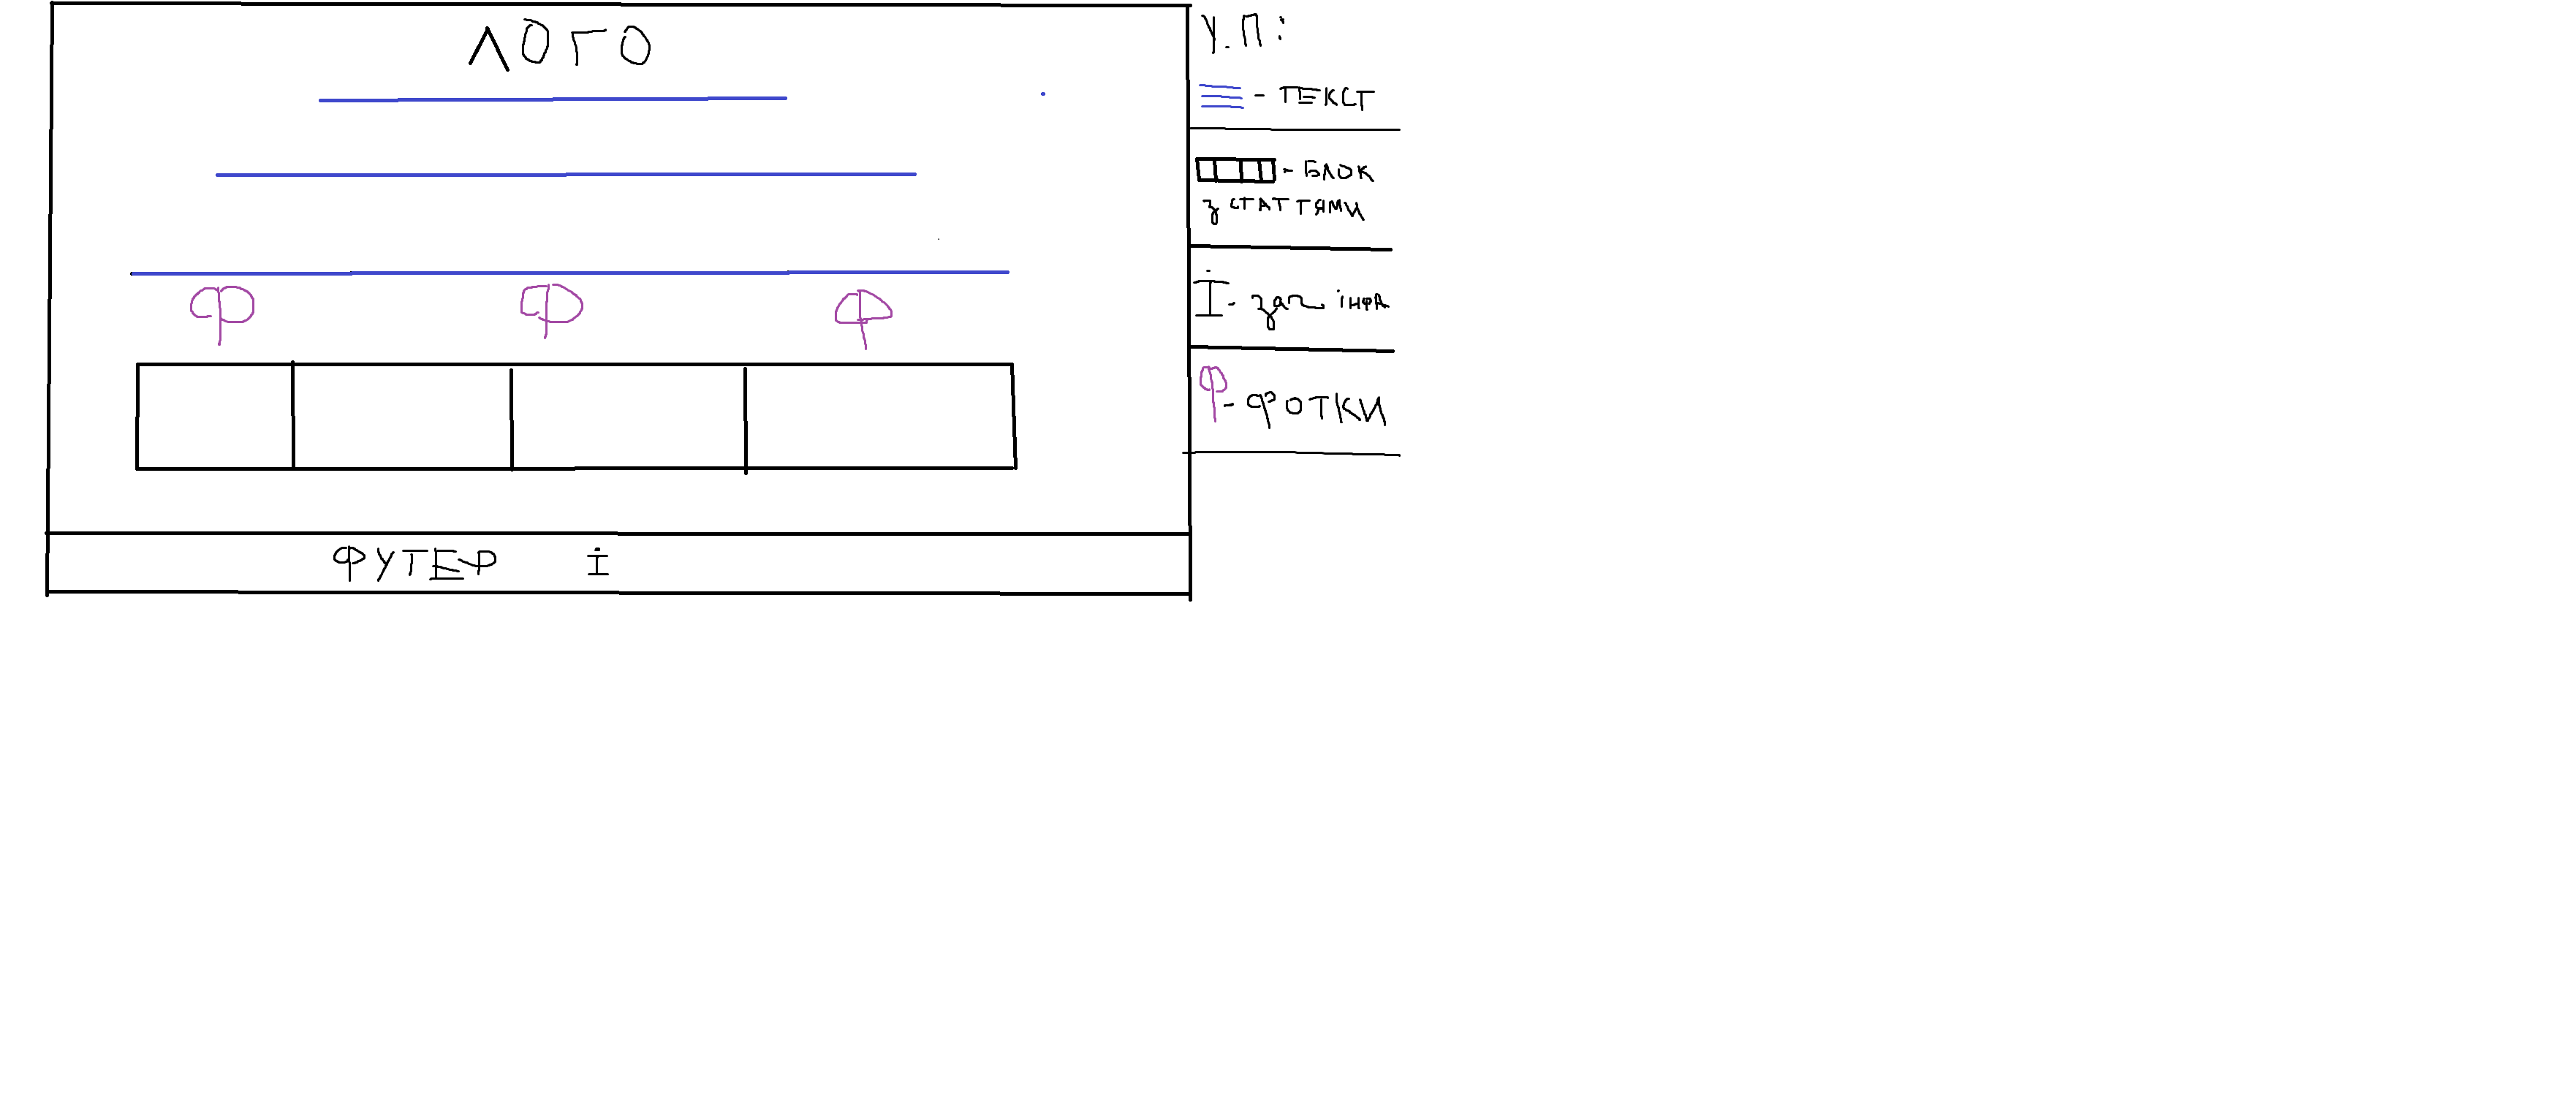 ЛОГО
Ф Ф Ф
ФУТЕР І
У.П:
- ТЕКСТ
- БЛОК
з СТАТТЯМИ
І - заг інфа
Ф - ФОТКИ